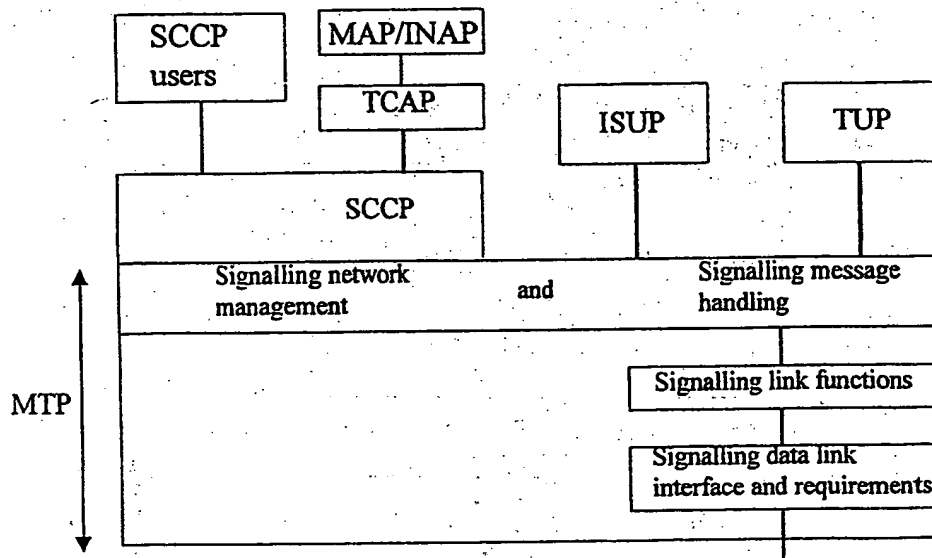 SCCP
users
MAP/INAP
TCAP
ISUP
TUP
SCCP
Signalling network
management
and
Signalling message
handling
MTP
Signalling link functions
Signalling data link
interface and requirements